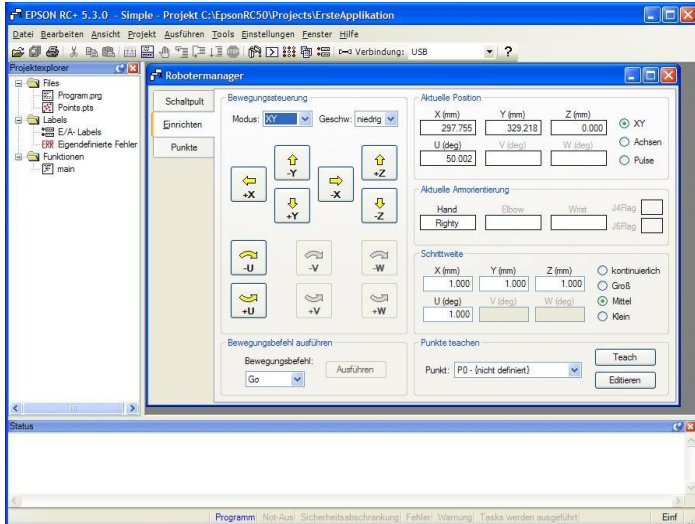 EPSON RC+ 5.3.0 - Simple - Projekt C:\EpsonRC50\Projects\ErsteApplikation
Datei Bearbeiten Ansicht Projekt Ausführen Tools Einstellungen Fenster Hilfe
Verbindung: USB
Projektexplorer
Files
Program.prg
Points.pts
Labels
E/A- Labels
ERR Eigendefinierte Fehler
Funktionen
main
Robotermanager
Schaltpult
Einrichten
Punkte
Bewegungssteuerung
Modus: XY Geschw: niedrig
-Y +Z
+X -X
+Y -Z
-U -V -W
+U +V +W
Bewegungsbefehl ausführen
Bewegungsbefehl:
Go
Ausführen
Aktuelle Position
X (mm) Y (mm) Z (mm)
297.755 329.218 0.000
U (deg) V (deg) W (deg)
50.002
XY
Achsen
Pulse
Aktuelle Armorientierung
Hand Elbow Wrist J4Flag
Righty J6Flag
Schrittweite
X (mm) Y (mm) Z (mm)
1.000 1.000 1.000
U (deg) V (deg) W (deg)
1.000
kontinuierlich
Groß
Mittel
Klein
Punkte teachen
Punkt: P0 - (nicht definiert)
Teach
Editieren
Status
Programm Not-Aus Sicherheitsabschrankung Fehler Warnung Tasks werden ausgeführt Einf